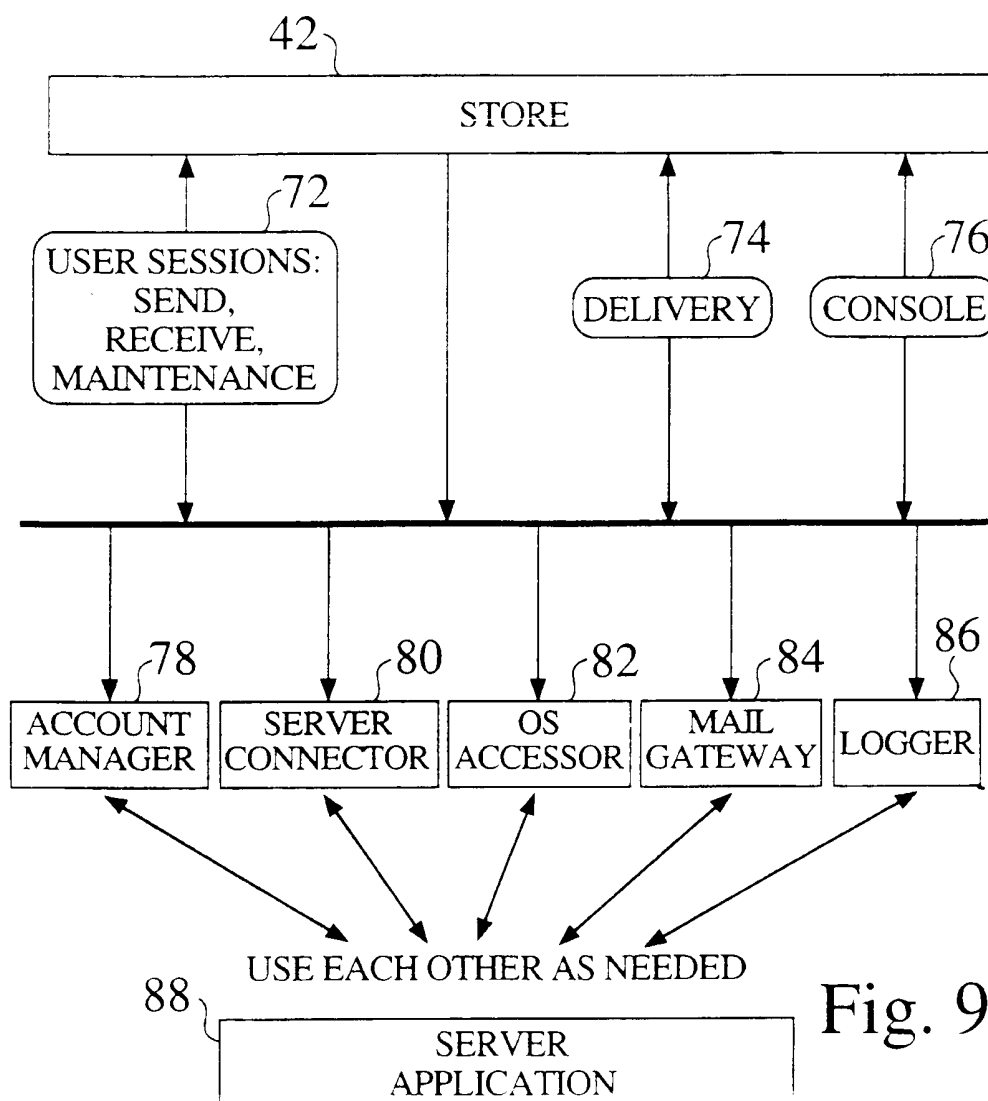 42
STORE
72
74
76
USER SESSIONS:
SEND,
RECEIVE,
MAINTENANCE
DELIVERY
CONSOLE
78
80
82
84
86
ACCOUNT
MANAGER
SERVER
CONNECTOR
OS
ACCESSOR
MAIL
GATEWAY
LOGGER
USE EACH OTHER AS NEEDED
88
Fig. 9
SERVER
APPLICATION